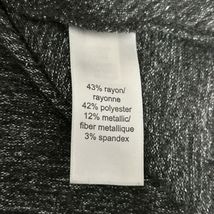 43% rayon/
rayonne
42% polyester
12% metallic/
fiber metallique
3% spandex